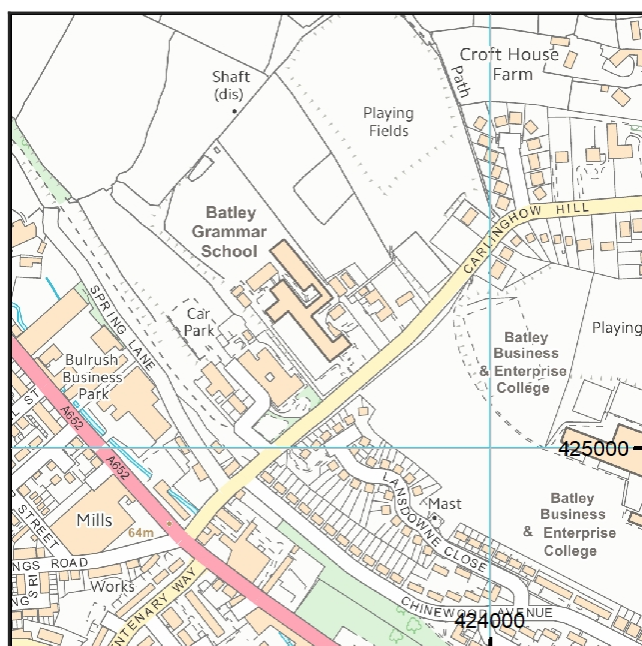 Croft House
Farm
Shaft
(dis)
Path
Playing
Fields
Batley
Grammar
School
CARLINGHOW HILL
SPRING LANE
Car
Park
Batley
Business
& Enterprise
College
Playing
Bulrush
Business
Park
A652
A652
425000
LANSDOWNE CLOSE
Mast
Batley
Business
& Enterprise
College
Mills
64m
STREET
NGS ROAD
Works
NTENARY WAY
CHINEWOOD AVENUE
424000